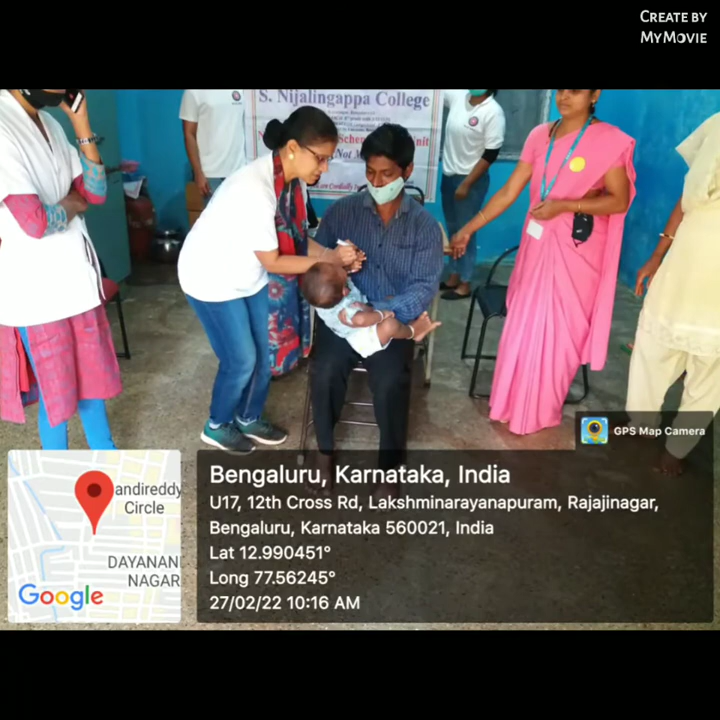 CREATE BY
MYMOVIE
S. Nijalingappa College
Unit
Not
GPS Map Camera
andireddy
Circle
DAYANAN
NAGAR
Google
Bengaluru, Karnataka, India
U17, 12th Cross Rd, Lakshminarayanapuram, Rajajinagar,
Bengaluru, Karnataka 560021, India
Lat 12.990451°
Long 77.56245°
27/02/22 10:16 AM